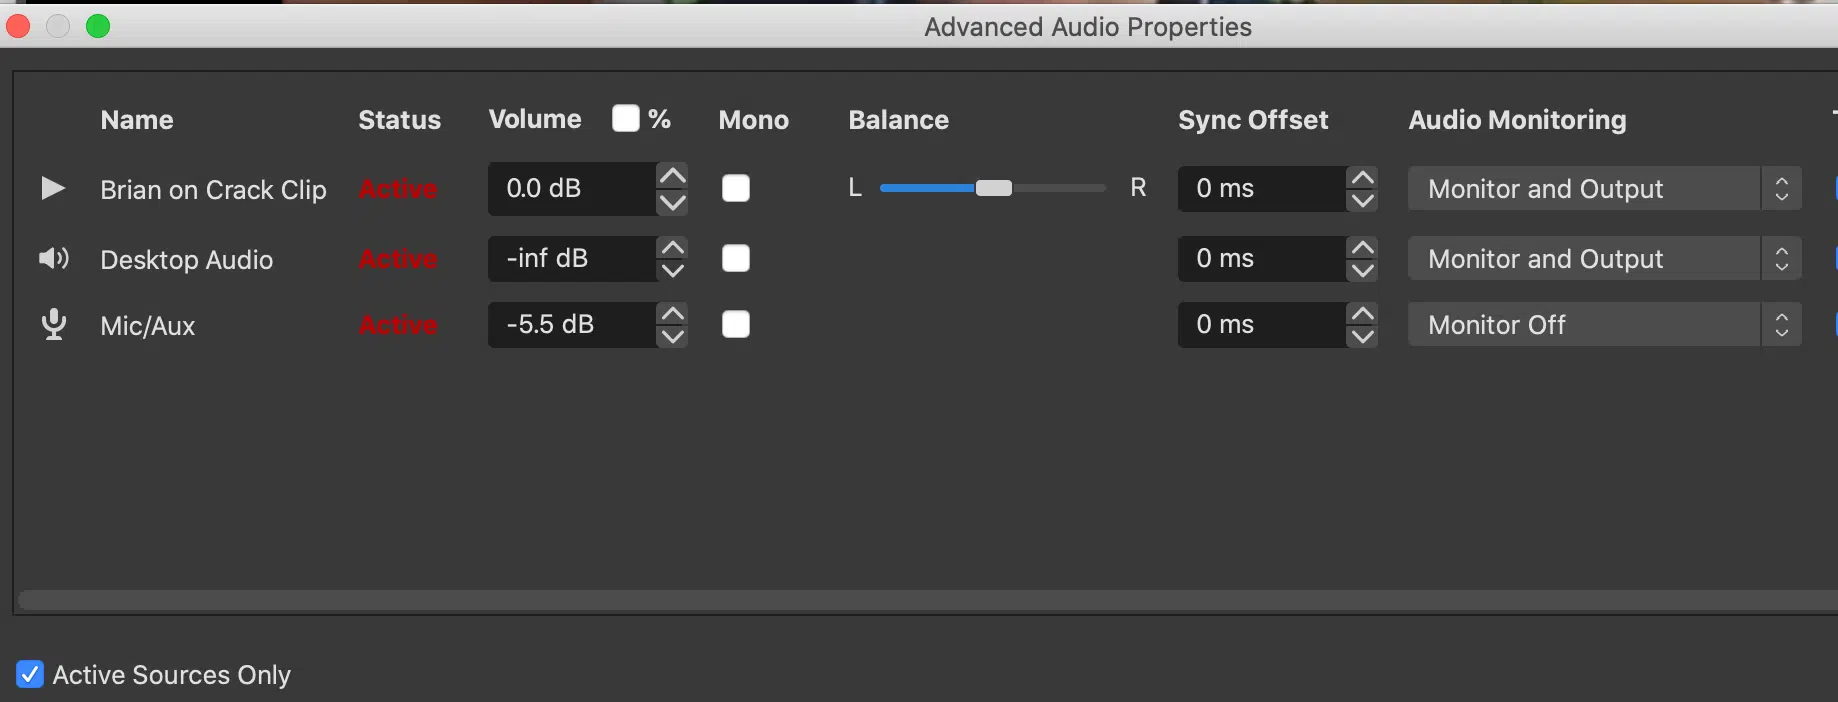 Advanced Audio Properties
Name Status Volume % Mono Balance Sync Offset Audio Monitoring
Brian on Crack Clip Active 0.0 dB L R 0 ms Monitor and Output
Desktop Audio Active -inf dB 0 ms Monitor and Output
Mic/Aux Active -5.5 dB 0 ms Monitor Off
Active Sources Only